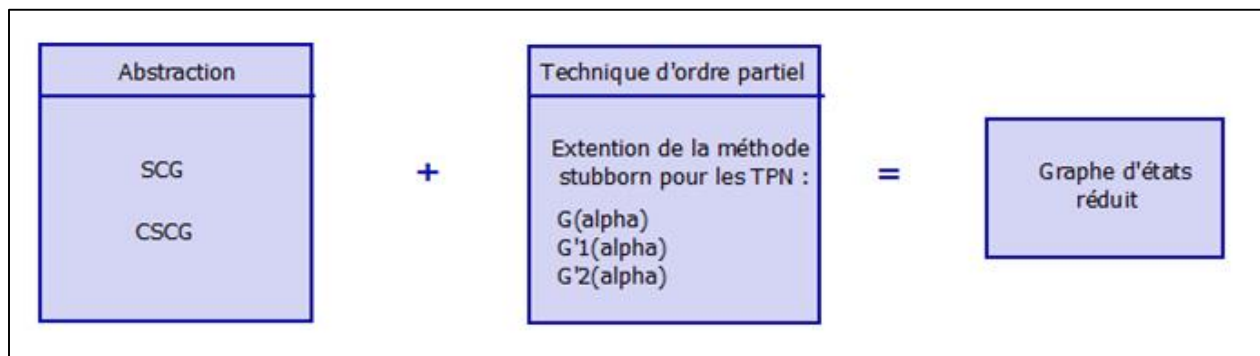 Abstraction
SCG
CSCG
+
Technique d'ordre partiel
Extention de la méthode
stubborn pour les TPN :
G(alpha)
G'1(alpha)
G'2(alpha)
=
Graphe d'états
réduit